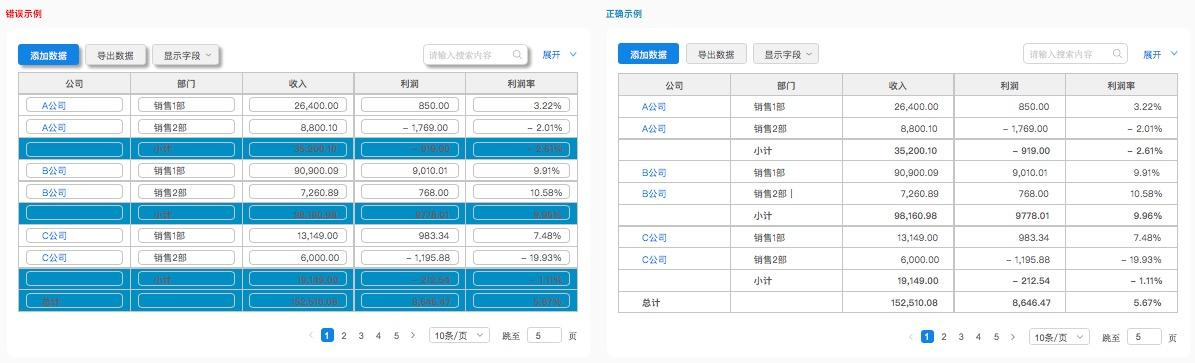 错误示例
添加数据 导出数据 显示字段 请输入搜索内容 展开
公司 部门 收入 利润 利润率
A公司 销售1部 26,400.00 850.00 3.22%
A公司 销售2部 8,800.10 － 1,769.00 － 2.01%
小计 35,200.10 － 919.00 － 2.61%
B公司 销售1部 90,900.09 9,010.01 9.91%
B公司 销售2部 7,260.89 768.00 10.58%
小计 98,160.98 9778.01 9.96%
C公司 销售1部 13,149.00 983.34 7.48%
C公司 销售2部 6,000.00 － 1,195.88 － 19.93%
小计 19,149.00 － 212.54 － 1.11%
总计 152,510.08 8,646.47 5.67%
1 2 3 4 5 10条/页 跳至 5 页
正确示例
添加数据 导出数据 显示字段 请输入搜索内容 展开
公司 部门 收入 利润 利润率
A公司 销售1部 26,400.00 850.00 3.22%
A公司 销售2部 8,800.10 － 1,769.00 － 2.01%
小计 35,200.10 － 919.00 － 2.61%
B公司 销售1部 90,900.09 9,010.01 9.91%
B公司 销售2部 7,260.89 768.00 10.58%
小计 98,160.98 9778.01 9.96%
C公司 销售1部 13,149.00 983.34 7.48%
C公司 销售2部 6,000.00 － 1,195.88 － 19.93%
小计 19,149.00 － 212.54 － 1.11%
总计 152,510.08 8,646.47 5.67%
1 2 3 4 5 10条/页 跳至 5 页